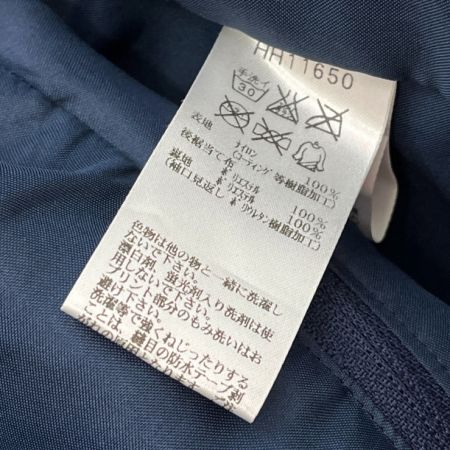 HH11650
手洗イ
30
表地 ナイロン 100%
(コーティング等樹脂加工)
後裾当て布
ポリエステル 100%
裏地 ポリエステル 100%
(袖口見返し ポリウレタン樹脂加工)
色物は他の物と一緒に洗濯し
ないで下さい。
漂白剤、蛍光剤入り洗剤は使
用しないで下さい。
プリント部分のもみ洗いはお
避け下さい。
洗濯等で強くねじったりする
ことは、縫目の防水テープ剥